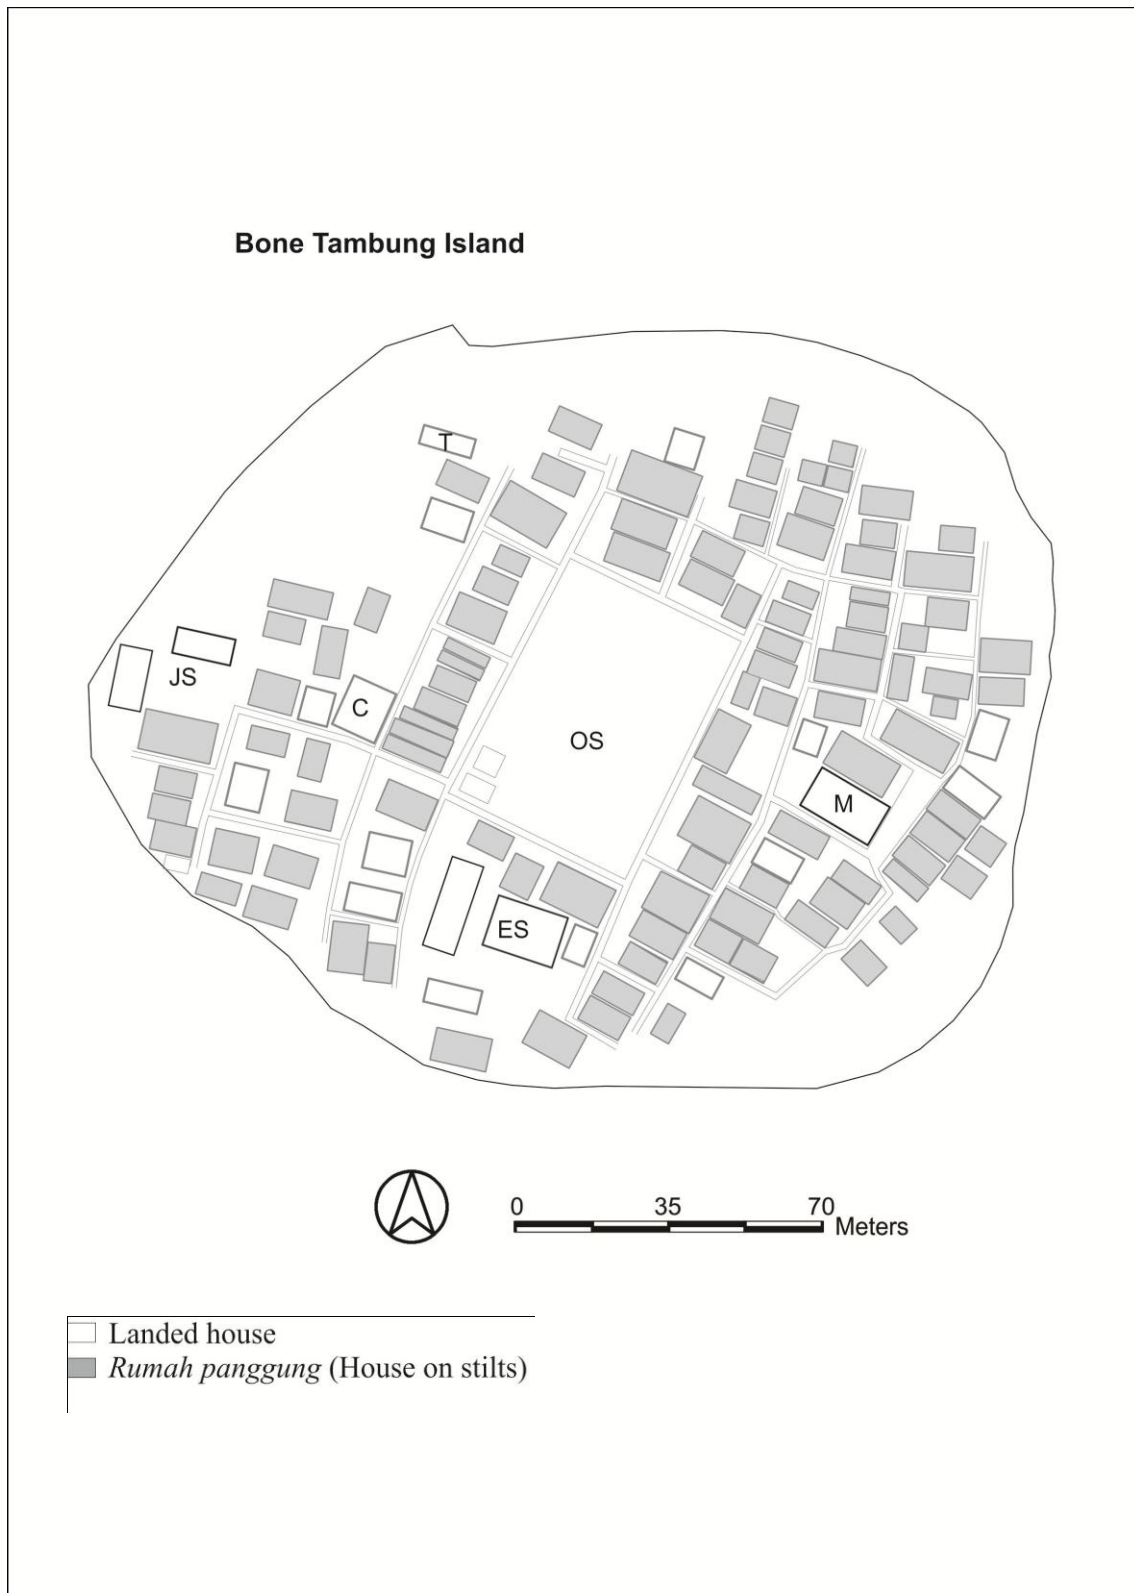 Bone Tambung Island
T
JS
C
OS
M
ES
0 35 70
Meters
Landed house
Rumah panggung (House on stilts)